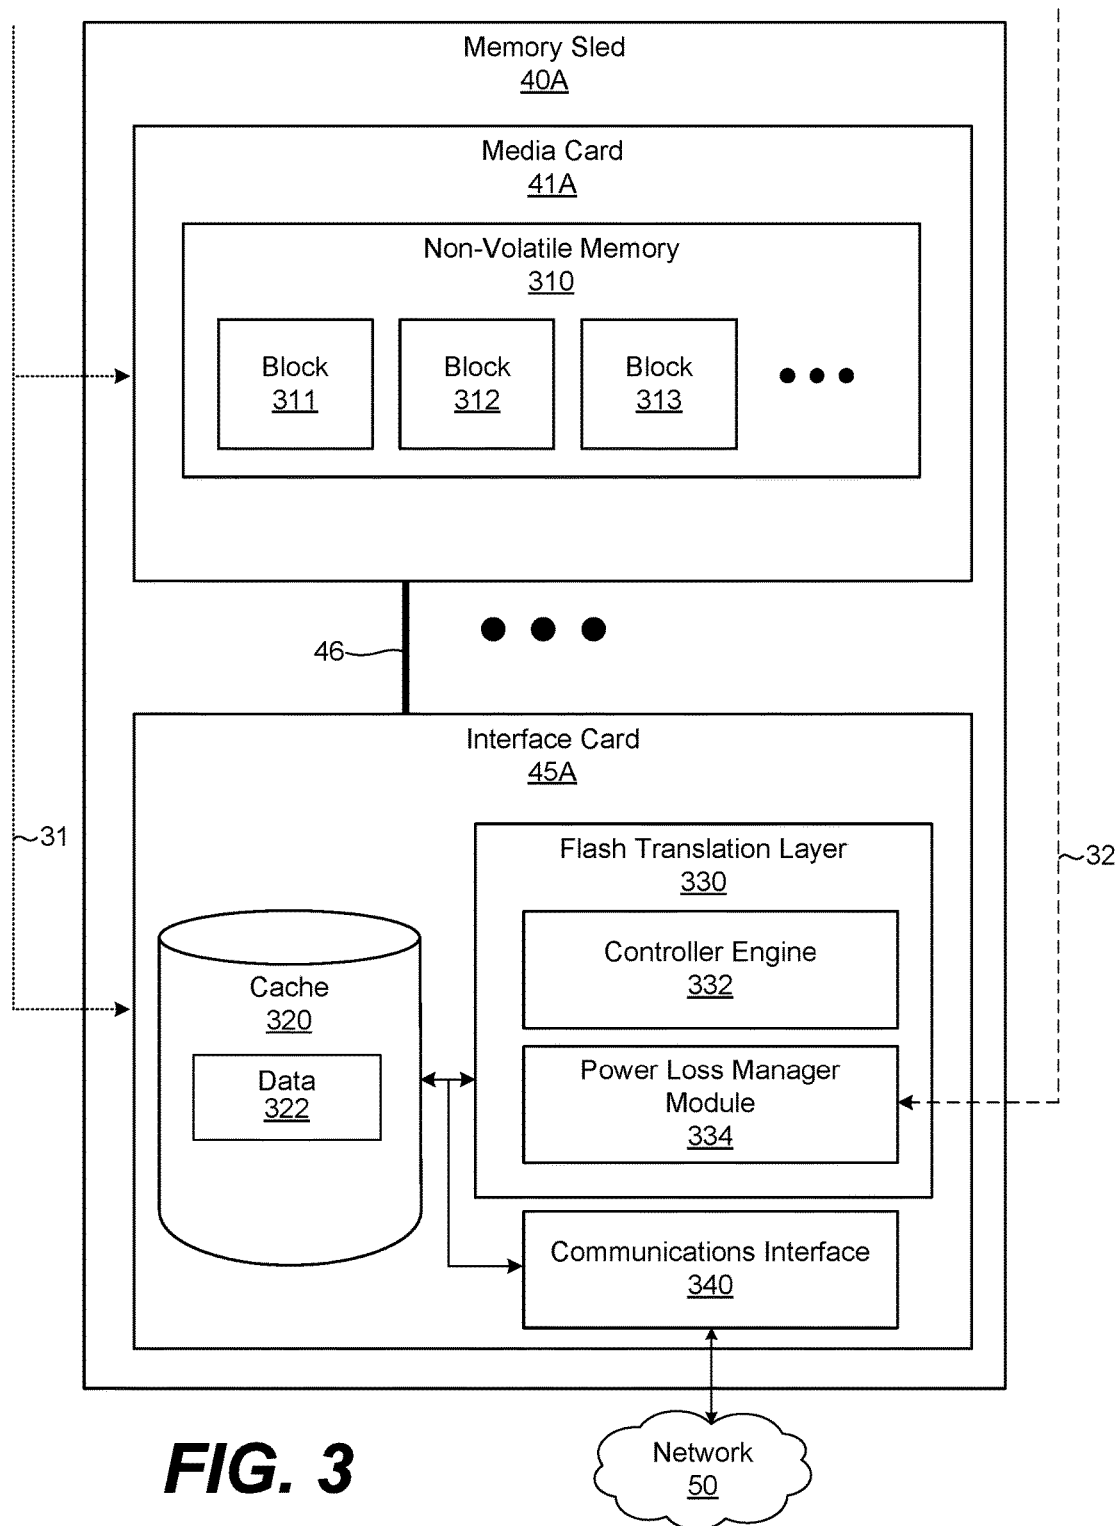 Memory Sled
40A
Media Card
41A
Non-Volatile Memory
310
Block
311
Block
312
Block
313
46
Interface Card
45A
31
Flash Translation Layer
330
32
Controller Engine
332
Cache
320
Data
322
Power Loss Manager
Module
334
Communications Interface
340
FIG. 3
Network
50